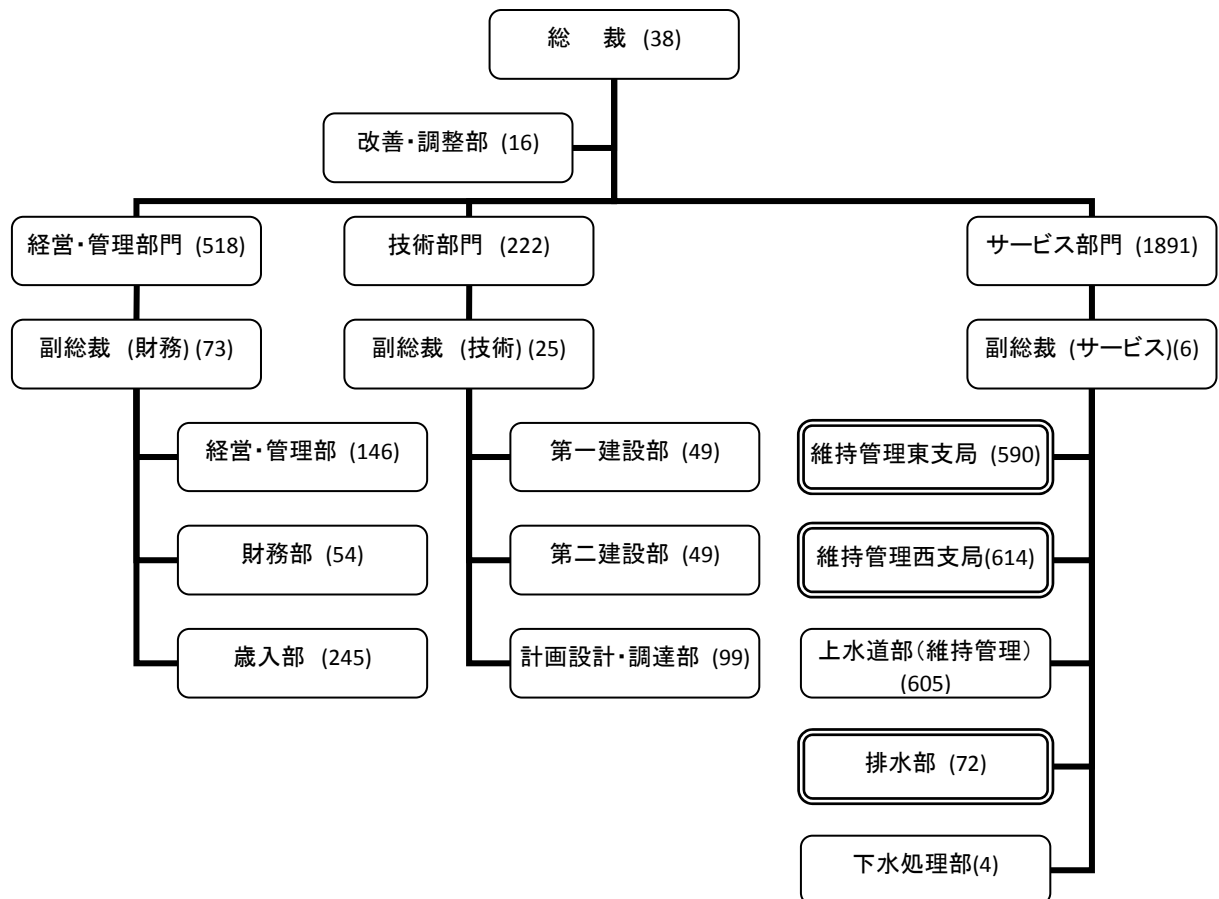 総　裁 (38)
改善・調整部 (16)
経営・管理部門 (518)
技術部門 (222)
サービス部門 (1891)
副総裁 (財務) (73)
副総裁 (技術) (25)
副総裁 (サービス)(6)
経営・管理部 (146)
第一建設部 (49)
維持管理東支局 (590)
財務部 (54)
第二建設部 (49)
維持管理西支局(614)
歳入部 (245)
計画設計・調達部 (99)
上水道部(維持管理)
(605)
排水部 (72)
下水処理部(4)